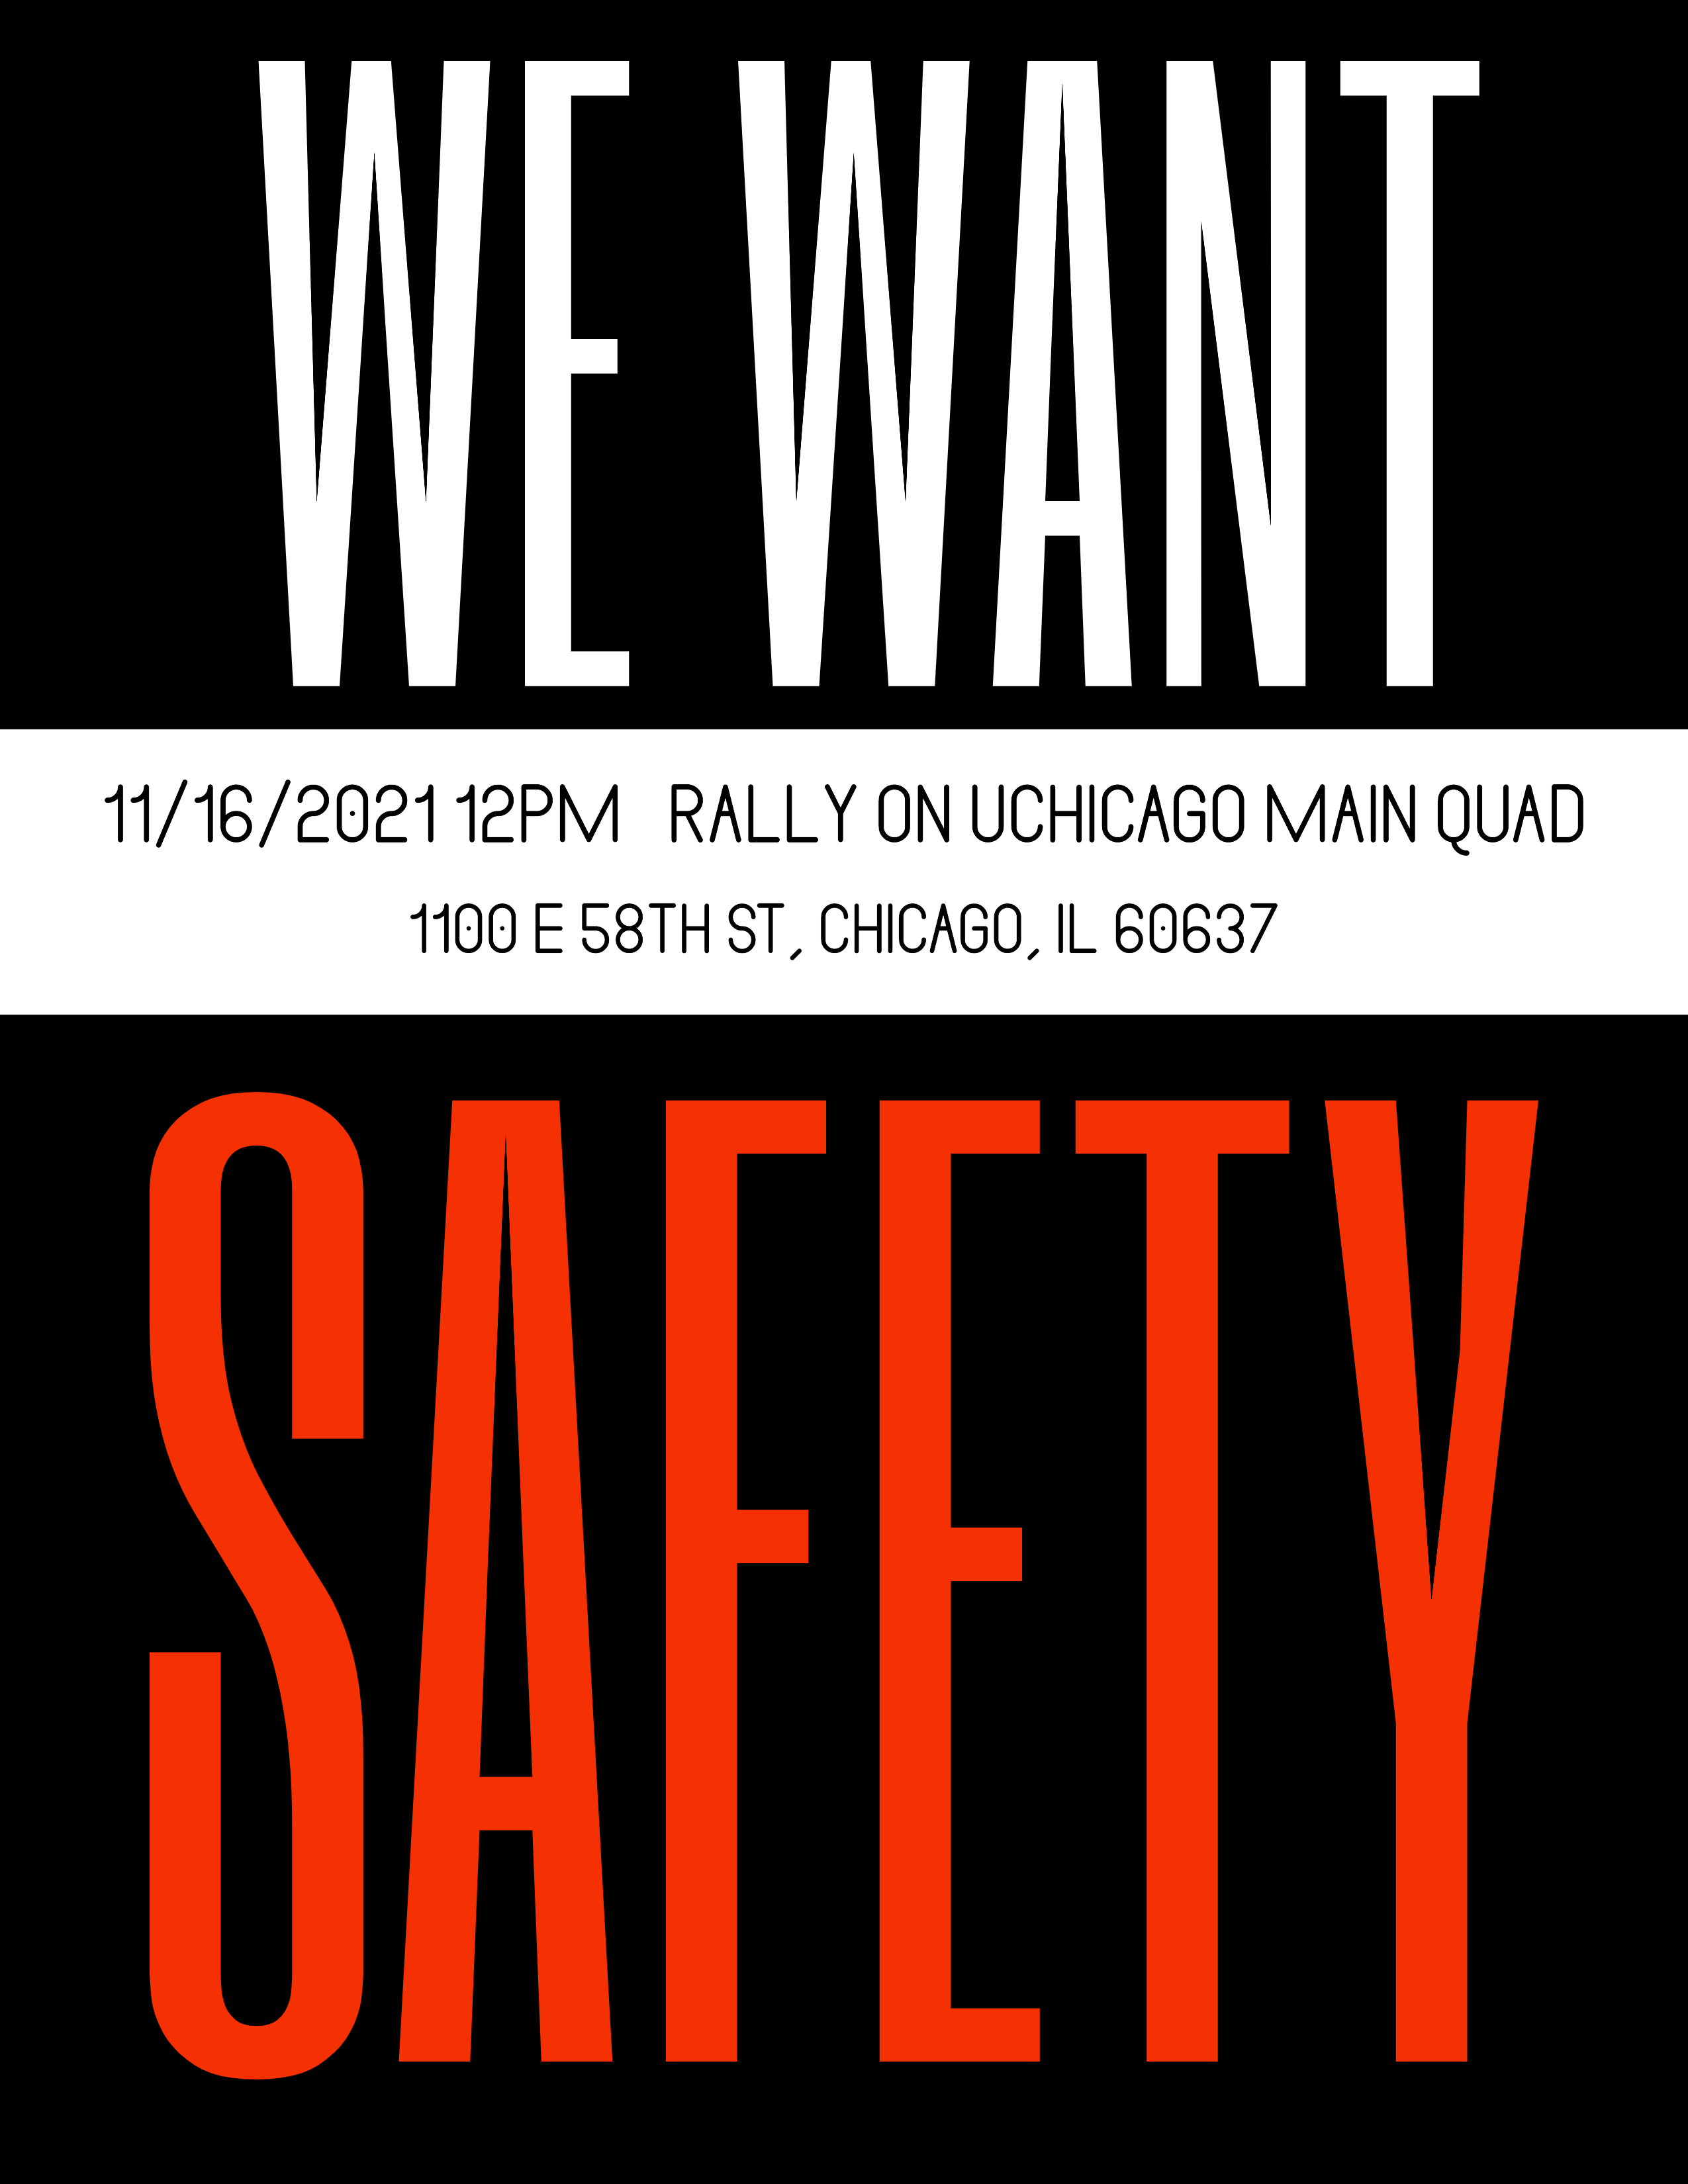 WE WANT
11/16/2021 12PM RALLY ON UCHICAGO MAIN QUAD
1100 E 58TH ST, CHICAGO, IL 60637
SAFETY